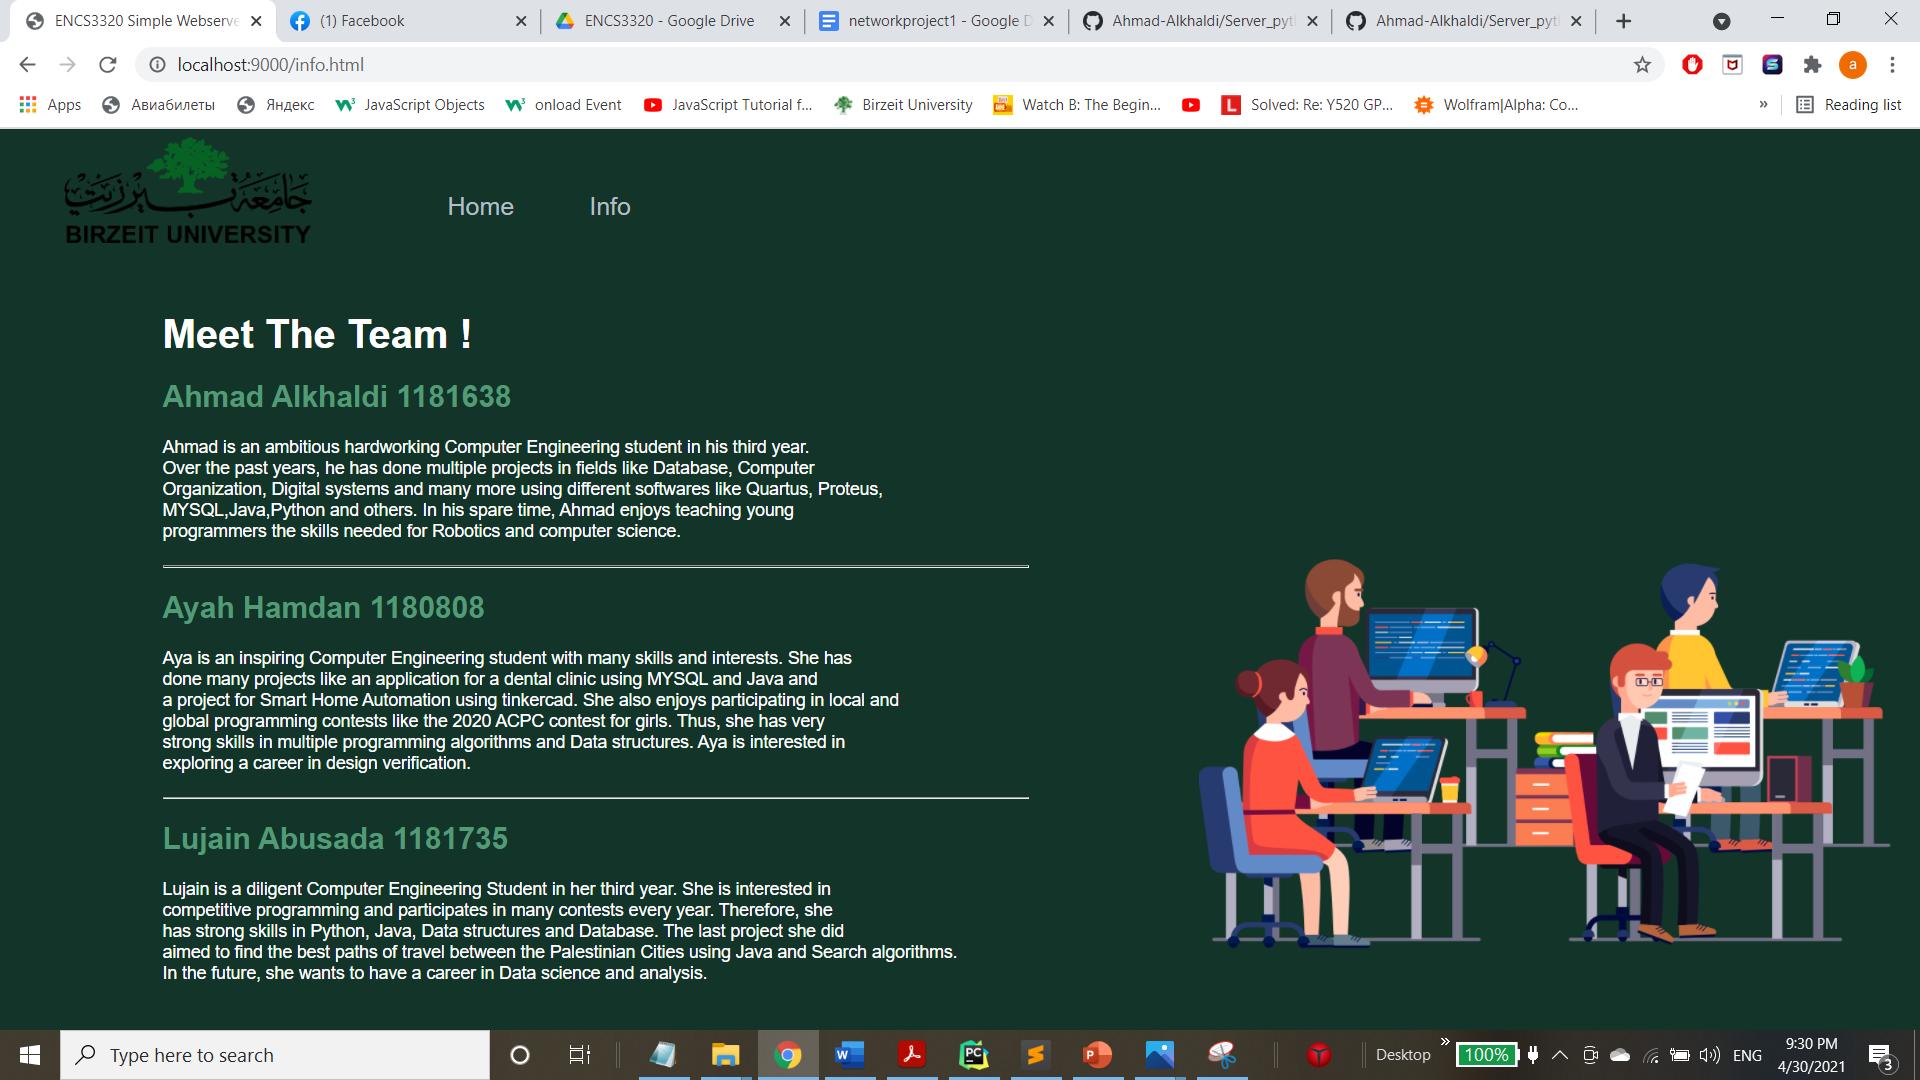 ENCS3320 Simple Webserve
(1) Facebook
ENCS3320 - Google Drive
networkproject1 - Google D
Ahmad-Alkhaldi/Server_pyt
Ahmad-Alkhaldi/Server_pyt
localhost:9000/info.html
a
Apps
Авиабилеты
Яндекс
JavaScript Objects
onload Event
JavaScript Tutorial f...
Birzeit University
Watch B: The Begin...
Solved: Re: Y520 GP...
Wolfram|Alpha: Co...
»
Reading list
جامعة بيرزيت
BIRZEIT UNIVERSITY
Home
Info
Meet The Team !
Ahmad Alkhaldi 1181638
Ahmad is an ambitious hardworking Computer Engineering student in his third year.
Over the past years, he has done multiple projects in fields like Database, Computer
Organization, Digital systems and many more using different softwares like Quartus, Proteus,
MYSQL,Java,Python and others. In his spare time, Ahmad enjoys teaching young
programmers the skills needed for Robotics and computer science.
Ayah Hamdan 1180808
Aya is an inspiring Computer Engineering student with many skills and interests. She has
done many projects like an application for a dental clinic using MYSQL and Java and
a project for Smart Home Automation using tinkercad. She also enjoys participating in local and
global programming contests like the 2020 ACPC contest for girls. Thus, she has very
strong skills in multiple programming algorithms and Data structures. Aya is interested in
exploring a career in design verification.
Lujain Abusada 1181735
Lujain is a diligent Computer Engineering Student in her third year. She is interested in
competitive programming and participates in many contests every year. Therefore, she
has strong skills in Python, Java, Data structures and Database. The last project she did
aimed to find the best paths of travel between the Palestinian Cities using Java and Search algorithms.
In the future, she wants to have a career in Data science and analysis.
Type here to search
Desktop
»
100%
ENG
9:30 PM
4/30/2021
3